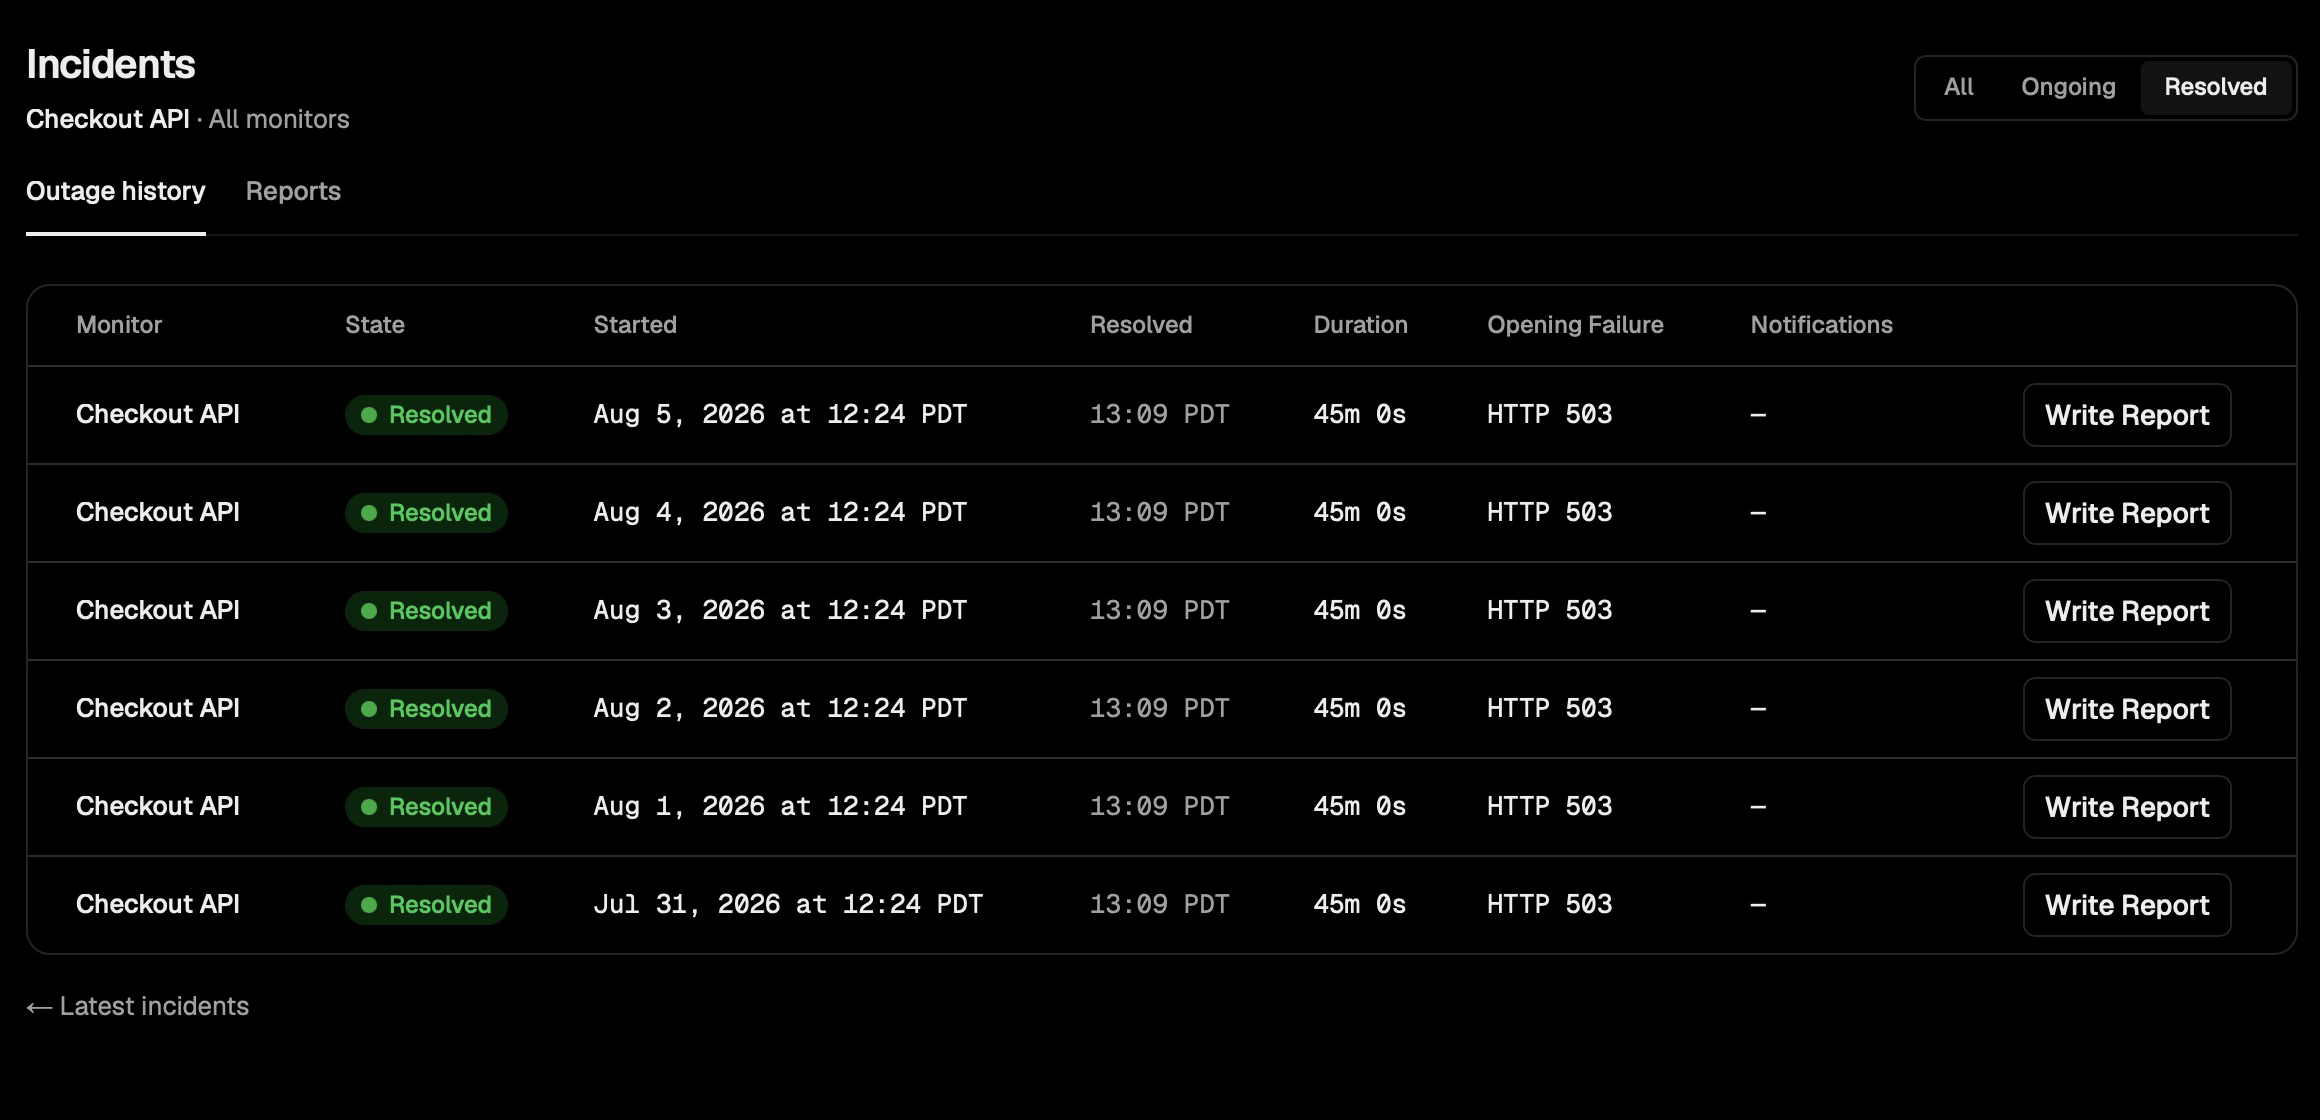 Incidents
Checkout API · All monitors
All Ongoing Resolved
Outage history Reports
Monitor State Started Resolved Duration Opening Failure Notifications
Checkout API Resolved Aug 5, 2026 at 12:24 PDT 13:09 PDT 45m 0s HTTP 503 — Write Report
Checkout API Resolved Aug 4, 2026 at 12:24 PDT 13:09 PDT 45m 0s HTTP 503 — Write Report
Checkout API Resolved Aug 3, 2026 at 12:24 PDT 13:09 PDT 45m 0s HTTP 503 — Write Report
Checkout API Resolved Aug 2, 2026 at 12:24 PDT 13:09 PDT 45m 0s HTTP 503 — Write Report
Checkout API Resolved Aug 1, 2026 at 12:24 PDT 13:09 PDT 45m 0s HTTP 503 — Write Report
Checkout API Resolved Jul 31, 2026 at 12:24 PDT 13:09 PDT 45m 0s HTTP 503 — Write Report
← Latest incidents